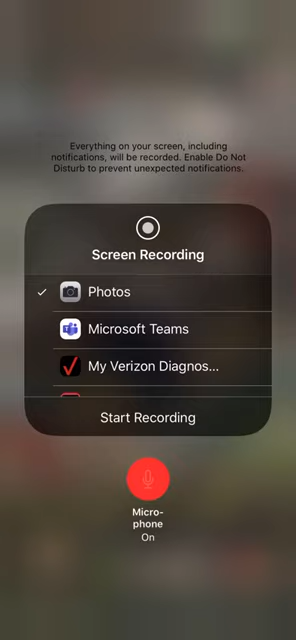 Everything on your screen, including
notifications, will be recorded. Enable Do Not
Disturb to prevent unexpected notifications.
Screen Recording
Photos
Microsoft Teams
My Verizon Diagnos...
Start Recording
Micro-
phone
On